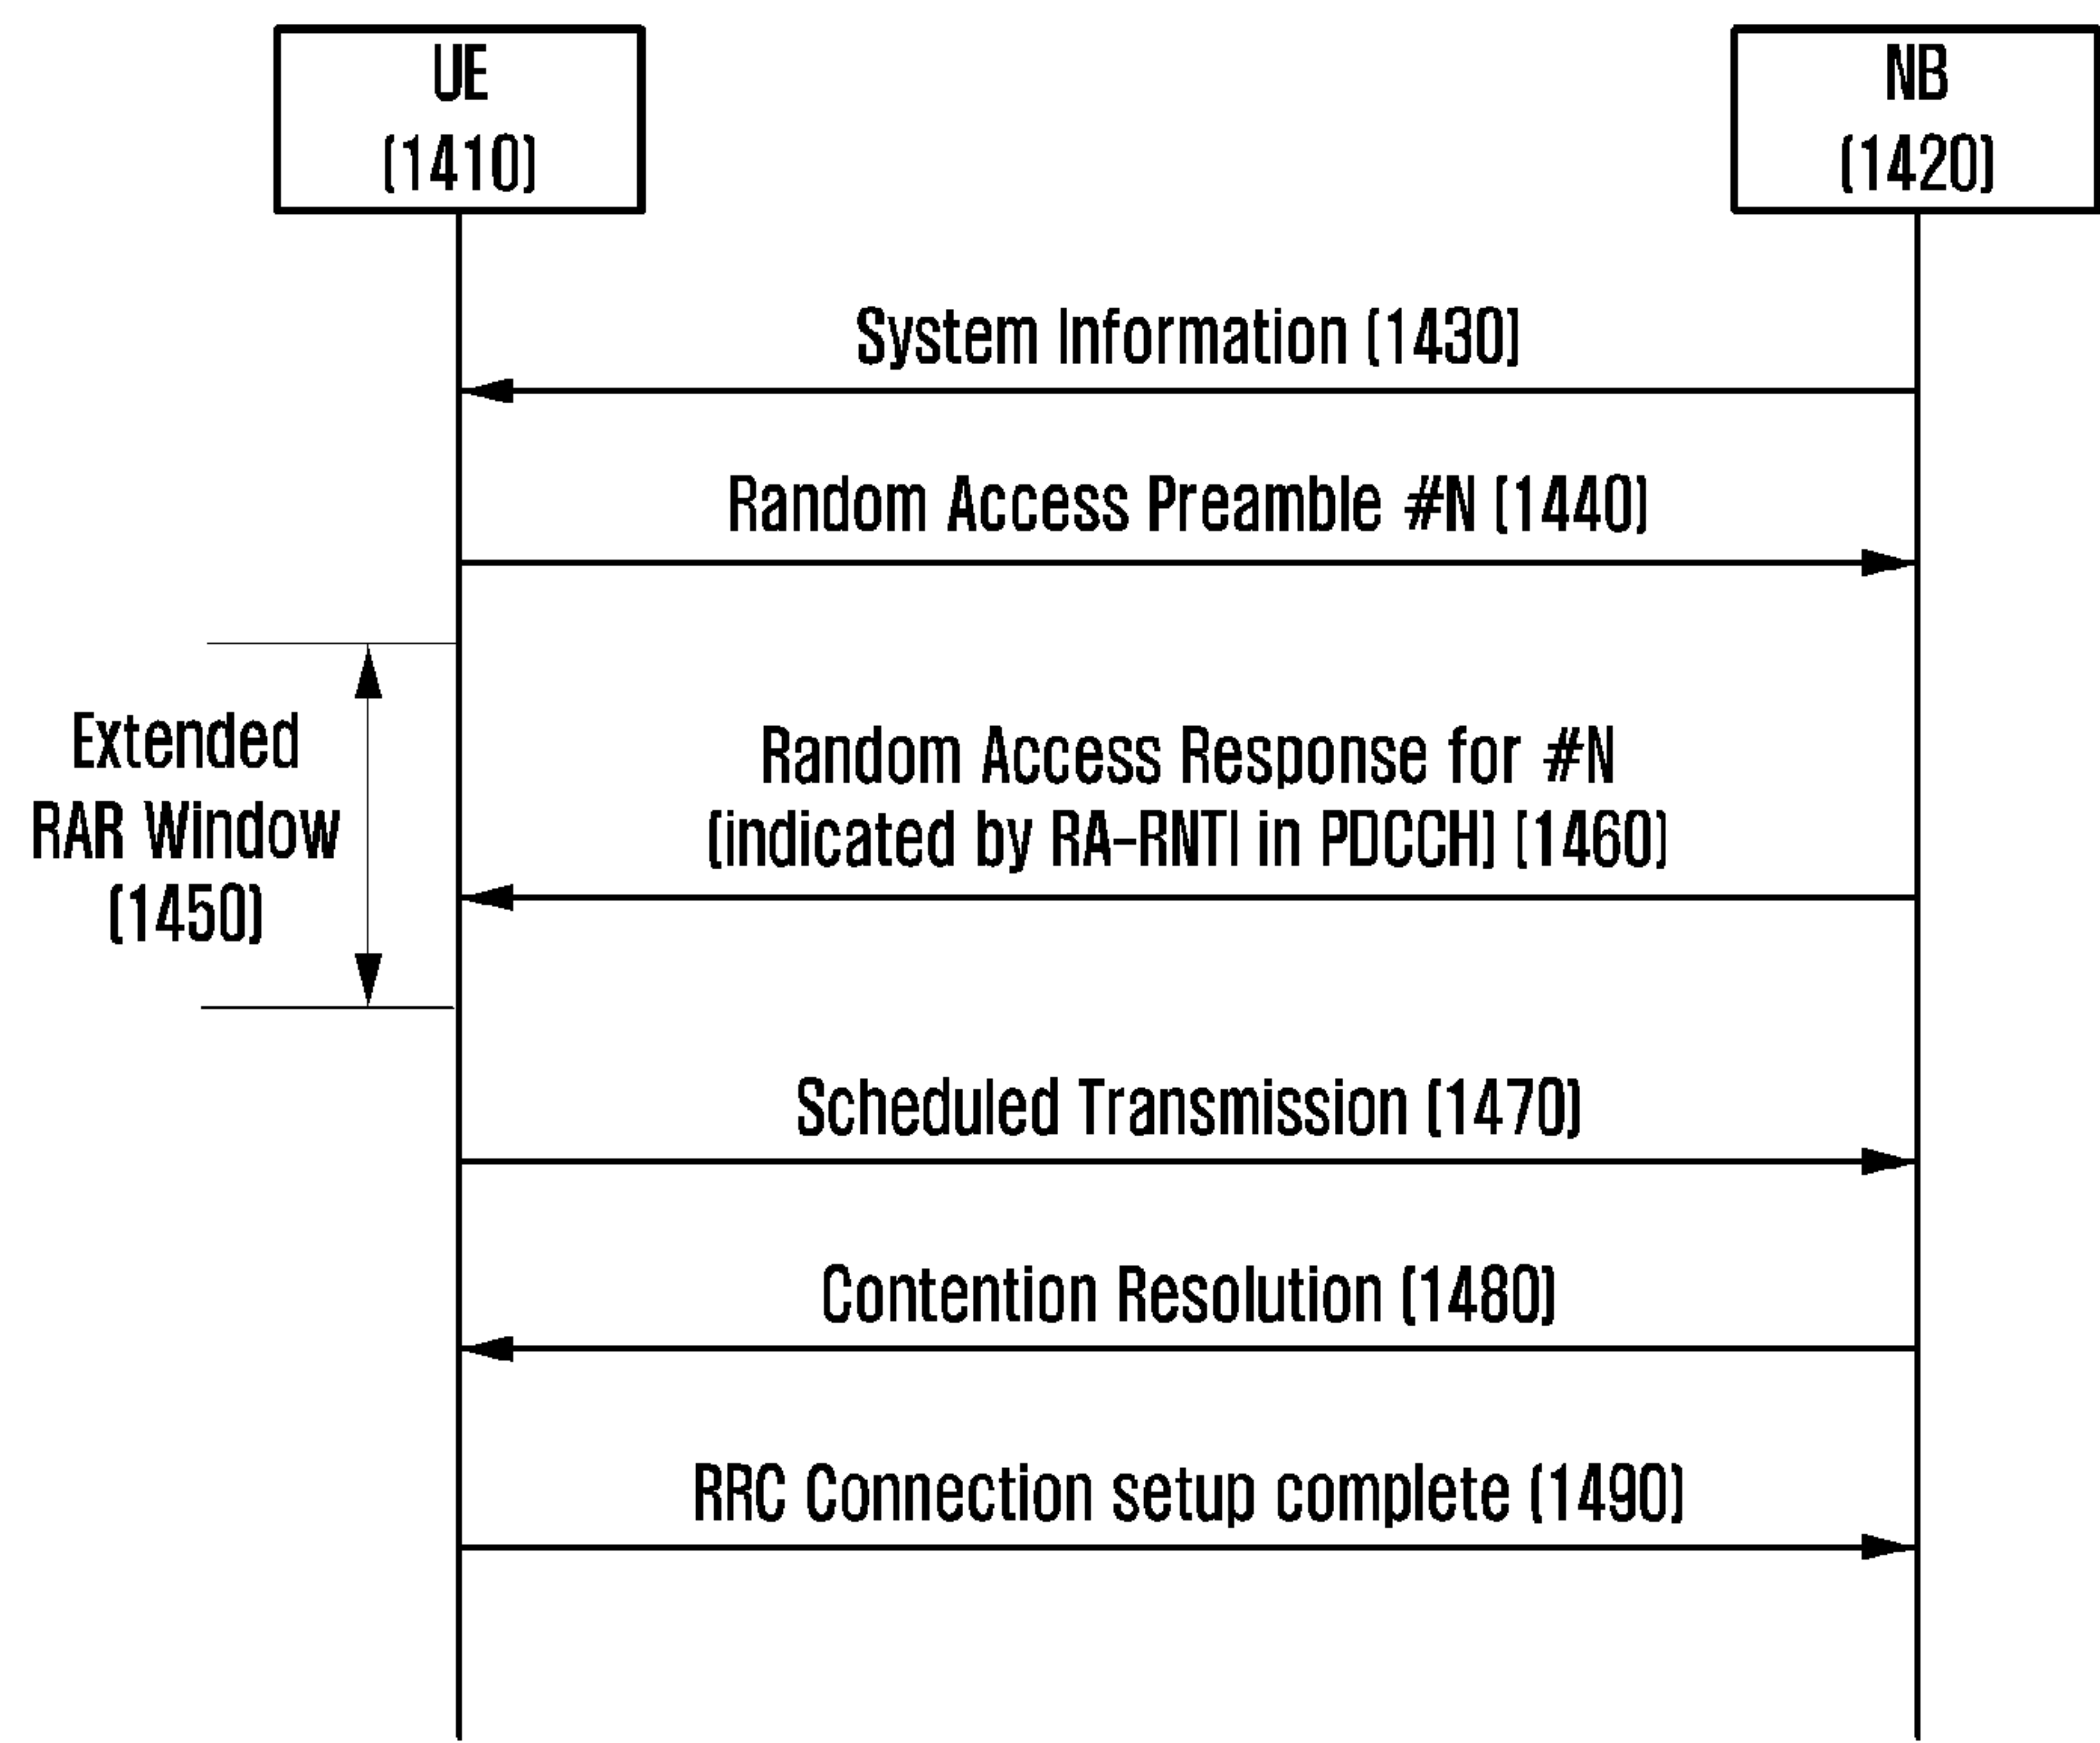 UE
(1410)
NB
(1420)
System Information (1430)
Random Access Preamble #N (1440)
Extended
RAR Window
(1450)
Random Access Response for #N
(indicated by RA-RNTI in PDCCH) (1460)
Scheduled Transmission (1470)
Contention Resolution (1480)
RRC Connection setup complete (1490)